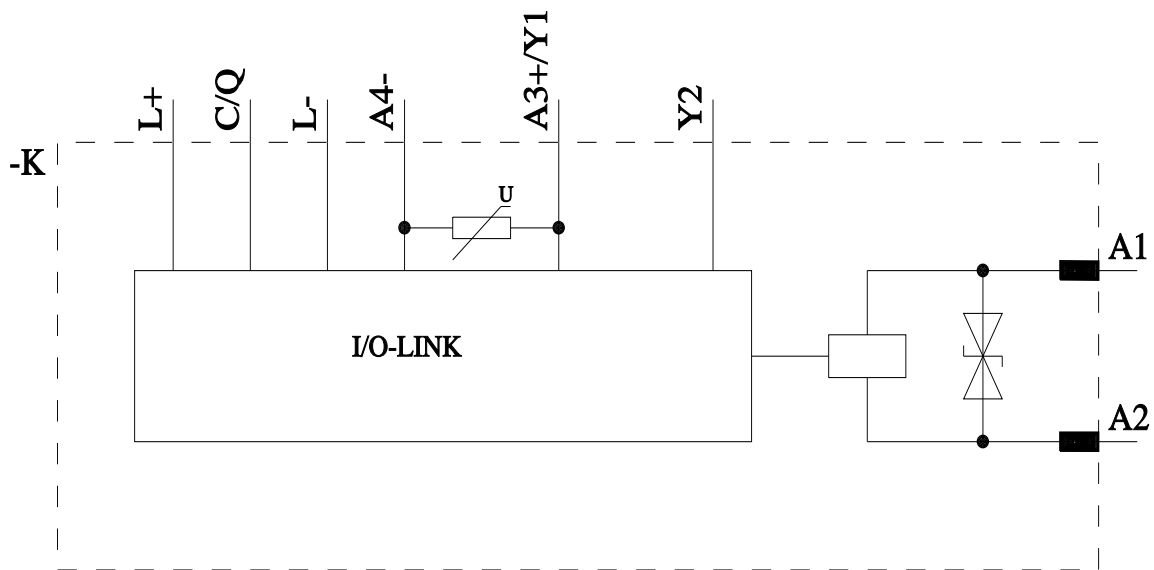 L+
C/Q
L-
A4-
A3+/Y1
Y2
-K
U
A1
I/O-LINK
A2